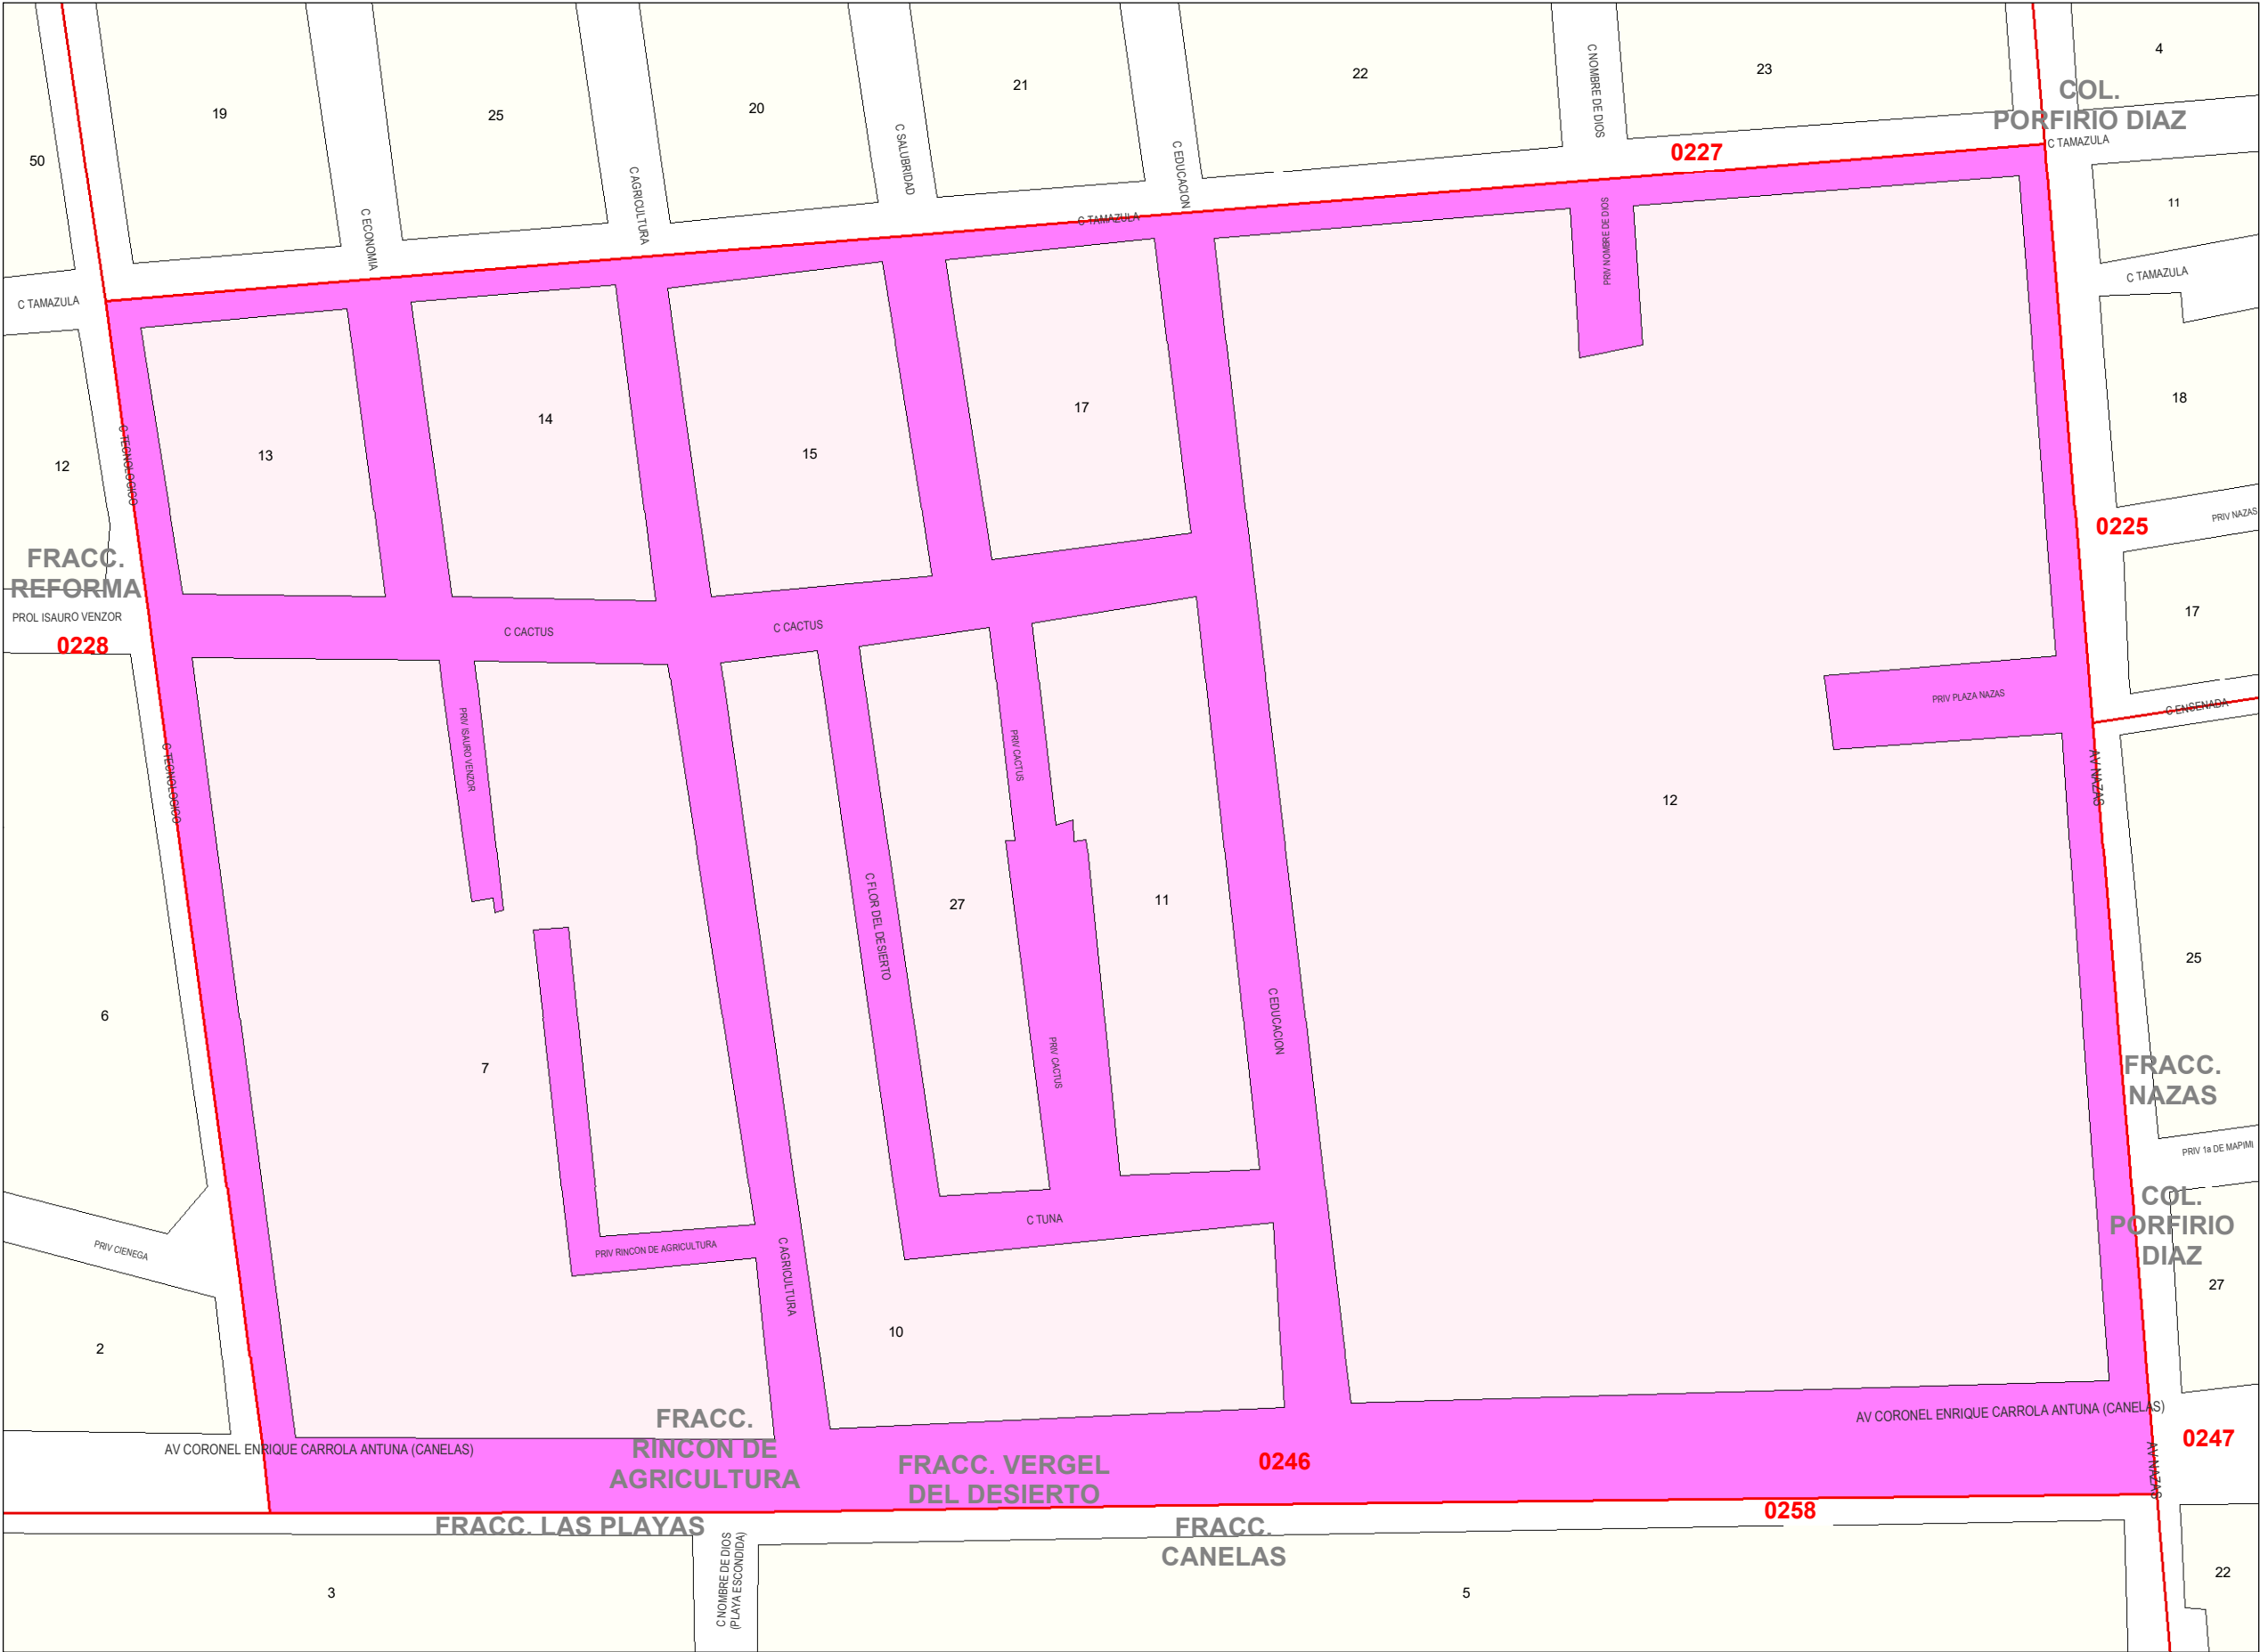 4
22
23
C NOMBRE DE DIOS
21
COL.
PORFIRIO DIAZ
20
19
25
C SALUBRIDAD
C TAMAZULA
0227
50
C EDUCACION
C AGRICULTURA
11
C ECONOMIA
C TAMAZULA
PRIV NOMBRE DE DIOS
C TAMAZULA
C TAMAZULA
18
17
14
13
15
12
C TECNOLOGICO
PRIV NAZAS
0225
FRACC.
REFORMA
PROL ISAURO VENZOR
17
C CACTUS
C CACTUS
0228
PRIV PLAZA NAZAS
C ENSENADA
PRIV ISAURO VENZOR
PRIV CACTUS
C TECNOLOGICO
AV NAZAS
12
27
11
C FLOR DEL DESIERTO
25
6
C EDUCACION
7
PRIV CACTUS
FRACC.
NAZAS
PRIV 1a DE MAPIMI
COL.
PORFIRIO
DIAZ
C TUNA
PRIV CIENEGA
PRIV RINCON DE AGRICULTURA
C AGRICULTURA
27
10
2
AV CORONEL ENRIQUE CARROLA ANTUNA (CANELAS)
FRACC.
RINCON DE
AGRICULTURA
0247
AV CORONEL ENRIQUE CARROLA ANTUNA (CANELAS)
0246
FRACC. VERGEL
DEL DESIERTO
AV NAZAS
0258
FRACC. LAS PLAYAS
FRACC.
CANELAS
C NOMBRE DE DIOS
(PLAYA ESCONDIDA)
22
3
5